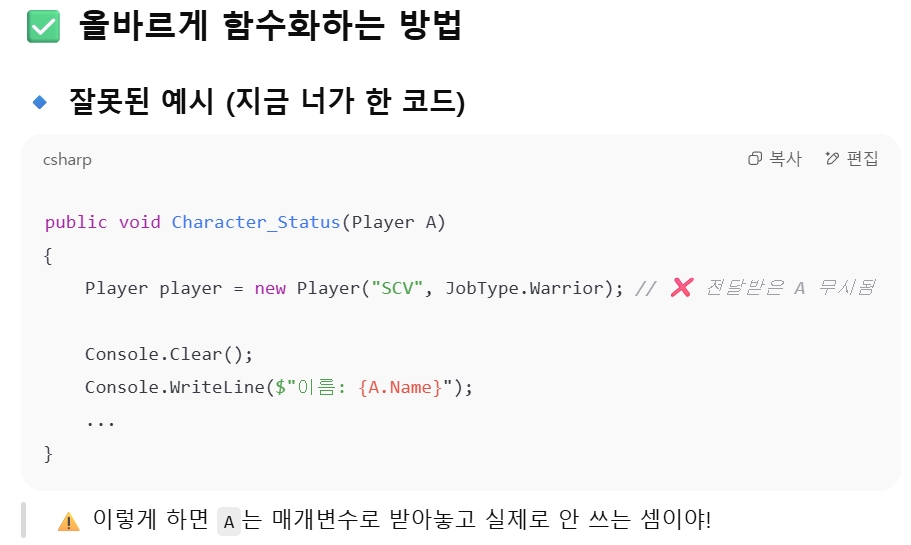 ✅ 올바르게 함수화하는 방법
🔹 잘못된 예시 (지금 너가 한 코드)
csharp 복사 편집
public void Character_Status(Player A)
{
    Player player = new Player("SCV", JobType.Warrior); // ❌ 전달받은 A 무시됨
    Console.Clear();
    Console.WriteLine($"이름: {A.Name}");
    ...
}
⚠️ 이렇게 하면 A는 매개변수로 받아놓고 실제로 안 쓰는 셈이야!